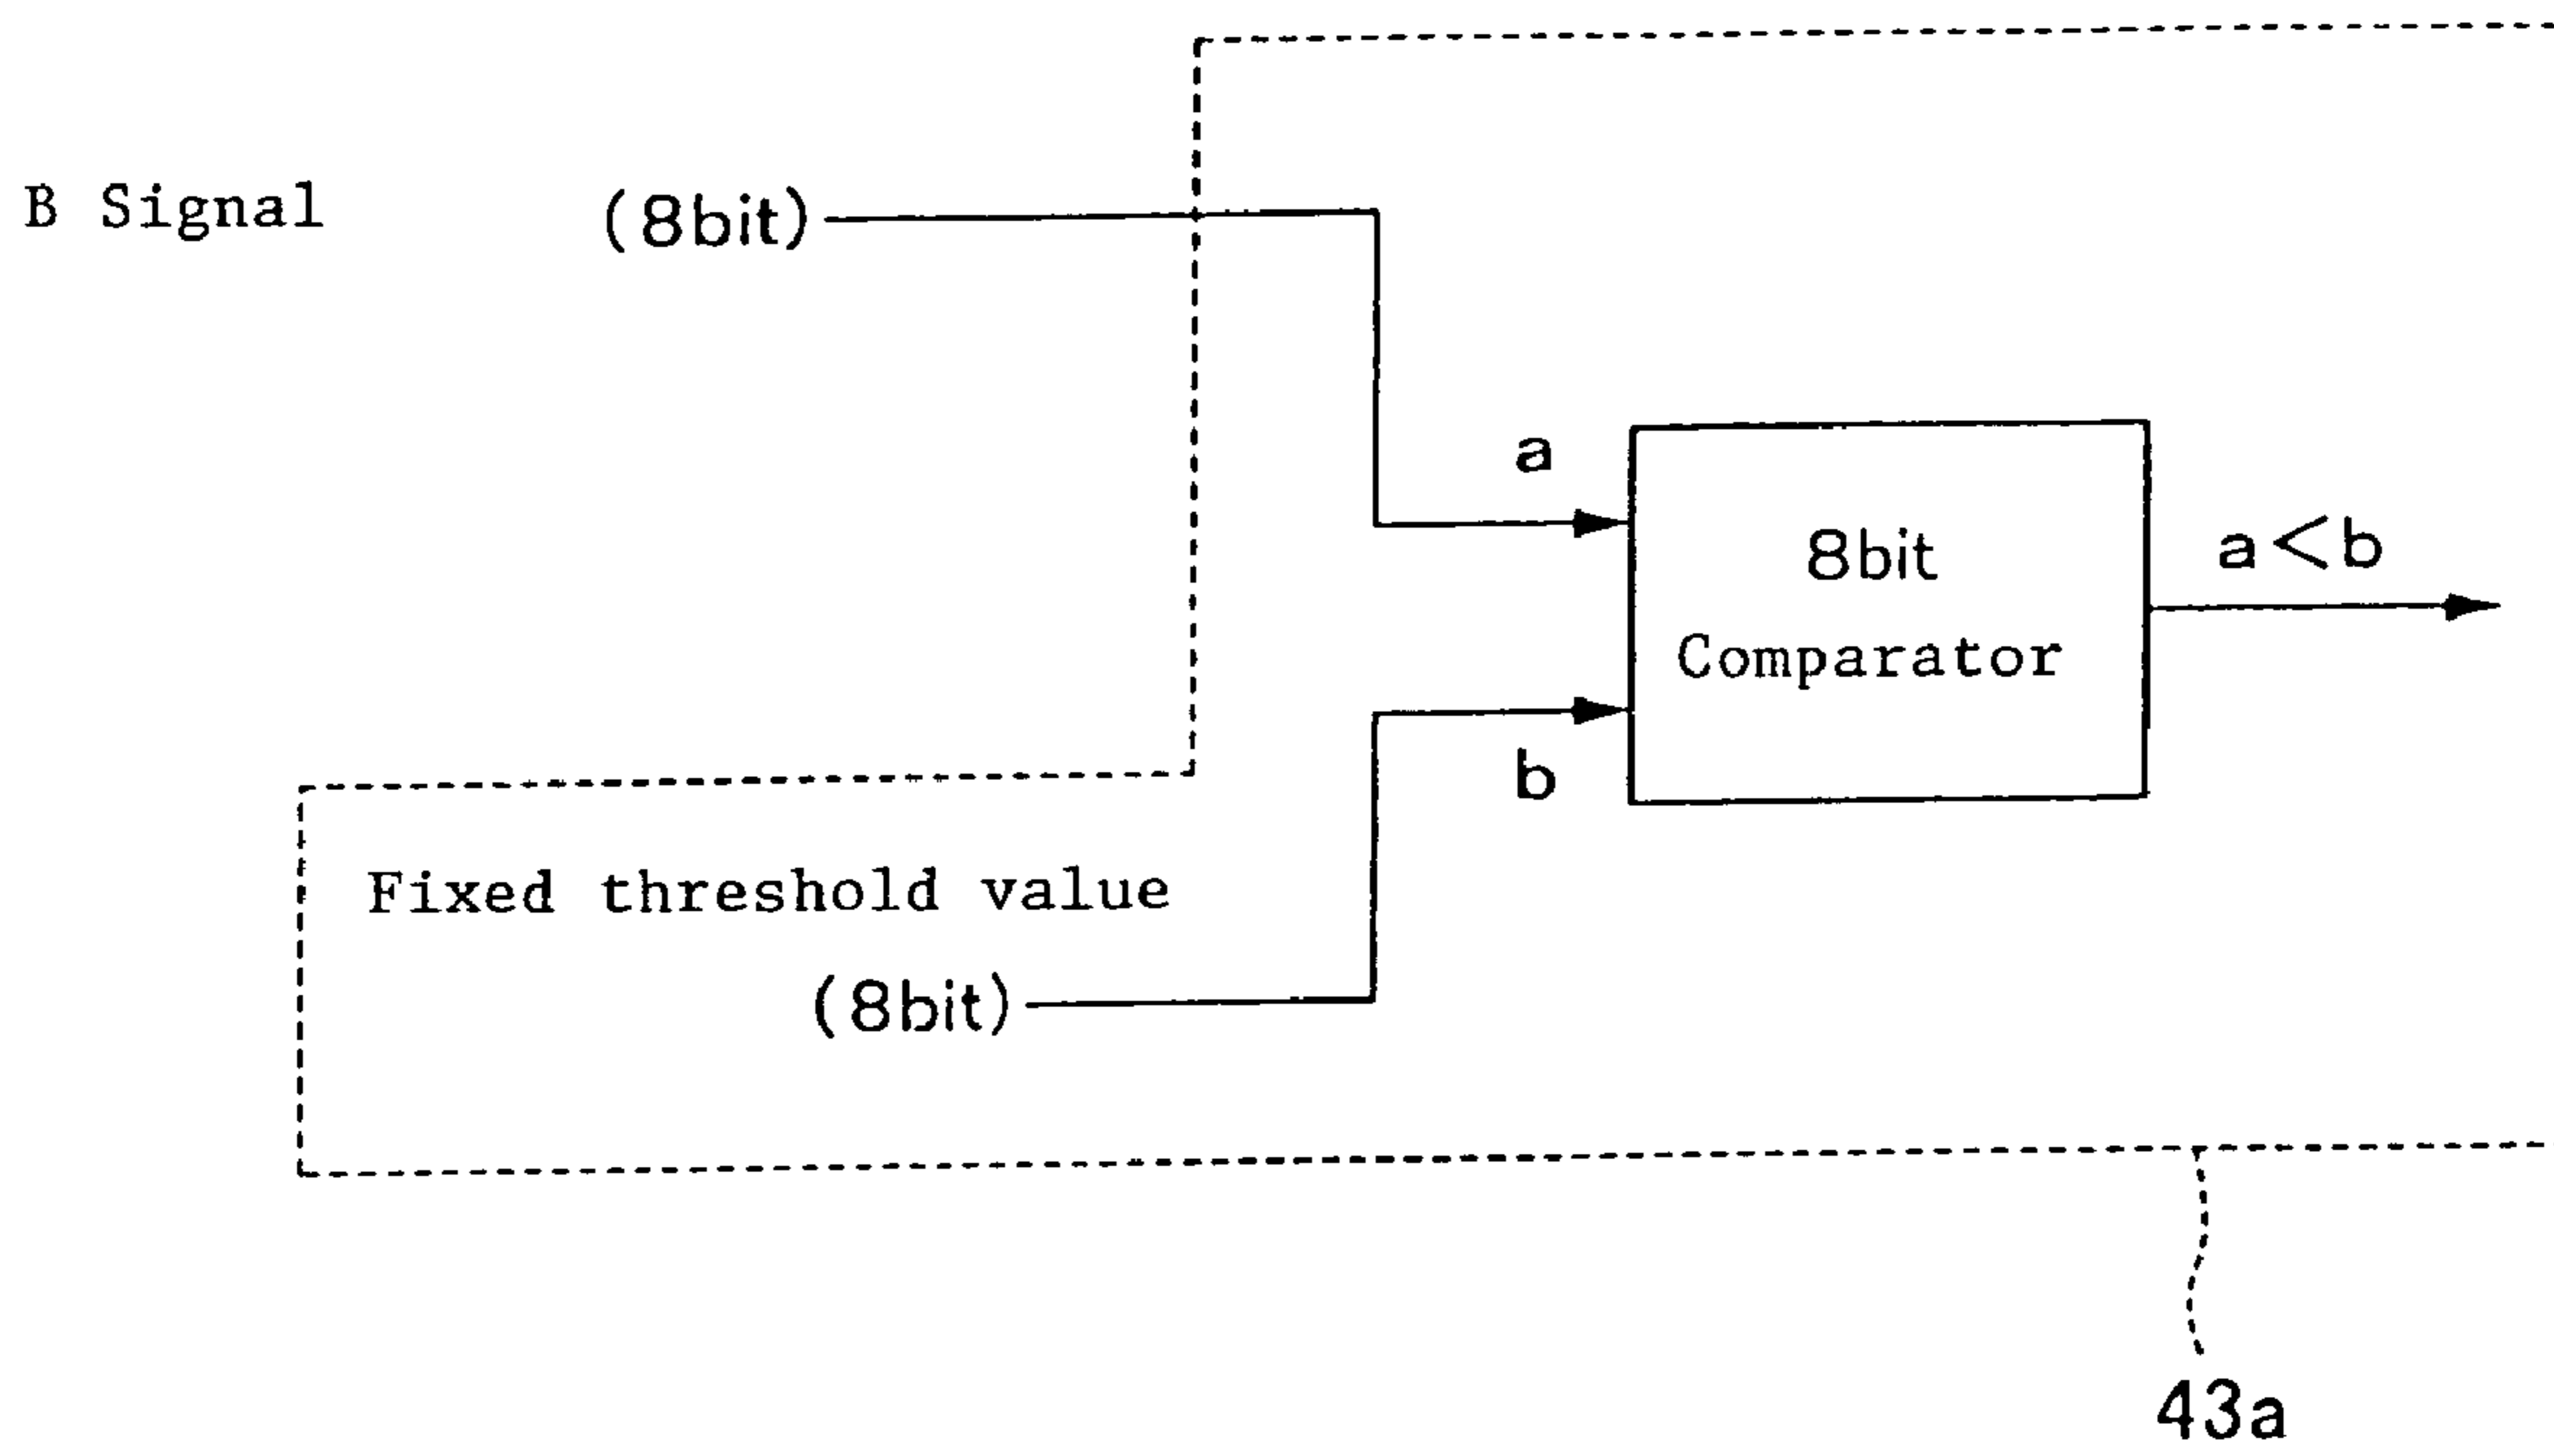 B Signal (8bit)
a
8bit
Comparator
a<b
b
Fixed threshold value
(8bit)
43a